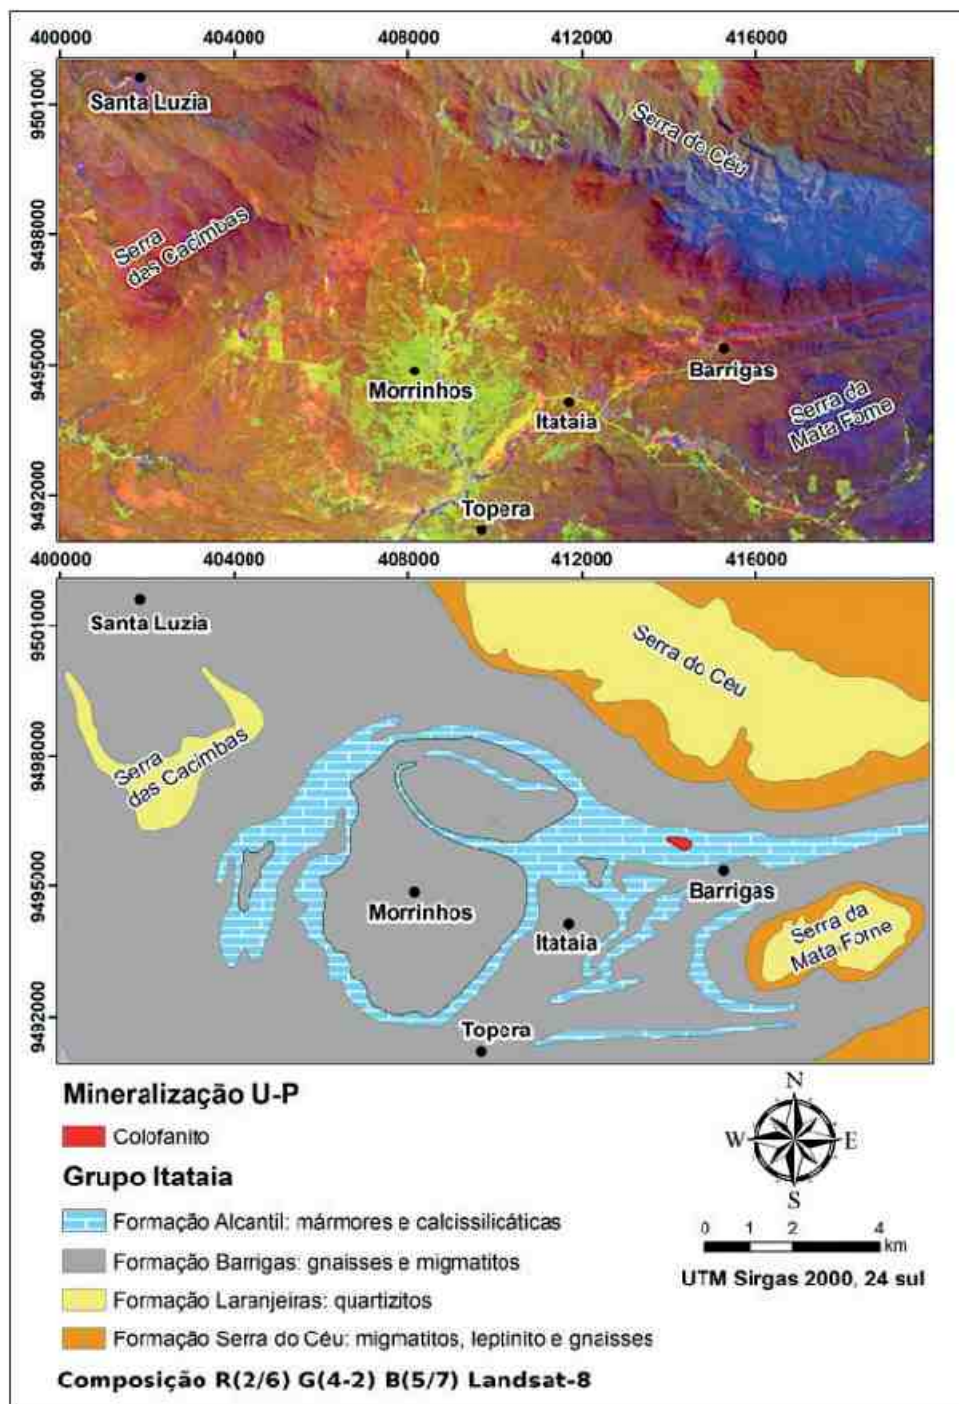 400000 404000 408000 412000 416000
9501000
9498000
9495000
9492000
Santa Luzia
Serra do Céu
Serra
das Cacimbas
Morrinhos
Barrigas
Itataia
Serra da
Mata Fome
Topera
400000 404000 408000 412000 416000
9501000
9498000
9495000
9492000
Santa Luzia
Serra do Céu
Serra
das Cacimbas
Morrinhos
Barrigas
Itataia
Serra da
Mata Fome
Topera
Mineralização U-P
Colofanito
Grupo Itataia
Formação Alcantil: mármores e calcissilicáticas
Formação Barrigas: gnaisses e migmatitos
Formação Laranjeiras: quartizitos
Formação Serra do Céu: migmatitos, leptinito e gnaisses
Composição R(2/6) G(4-2) B(5/7) Landsat-8
N
W E
S
0 1 2 4
km
UTM Sirgas 2000, 24 sul